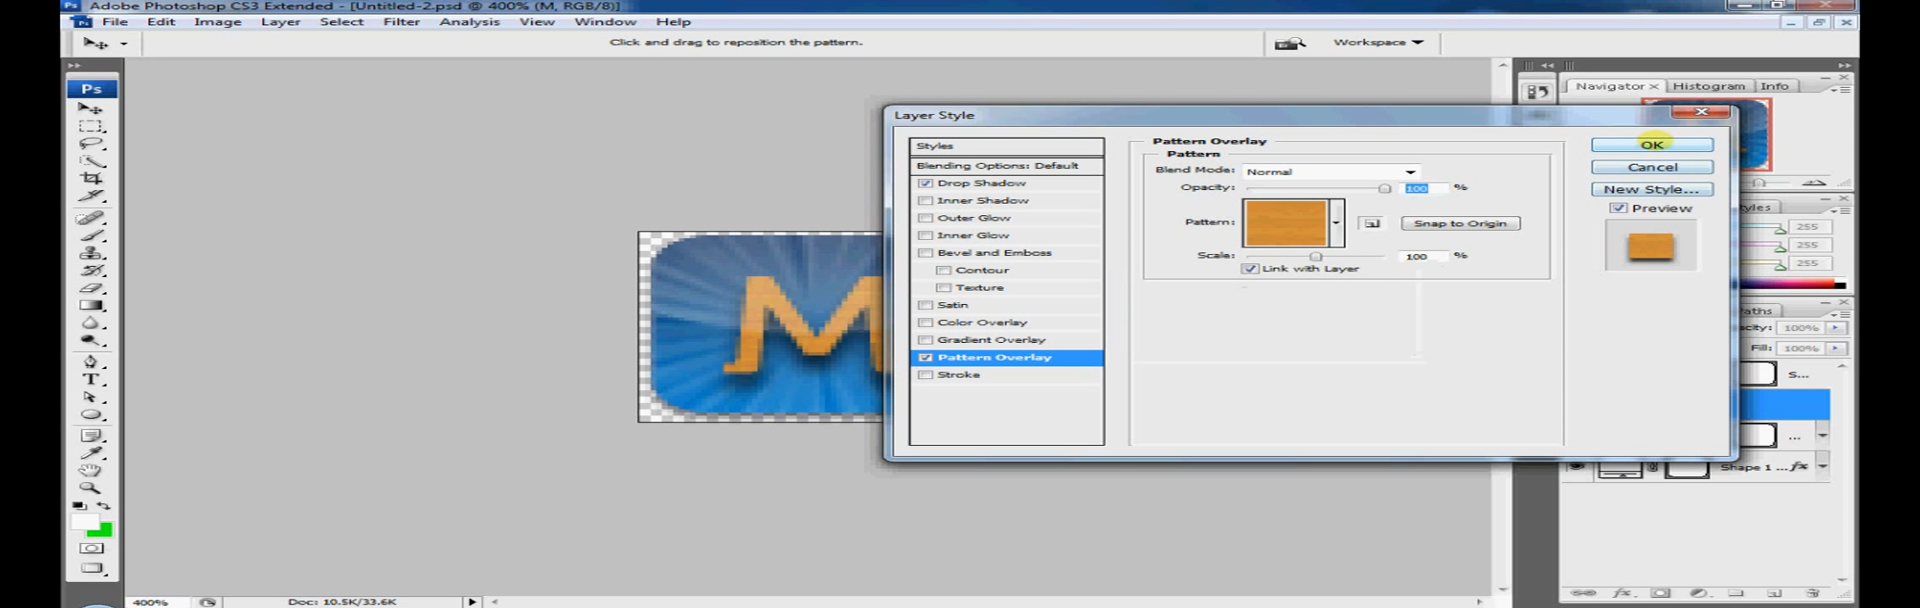 Adobe Photoshop CS3 Extended - [Untitled-2.psd @ 400% (M, RGB/8)]
File Edit Image Layer Select Filter Analysis View Window Help
Click and drag to reposition the pattern.
Workspace
Ps
Navigator Histogram Info
Layer Style
Styles
Blending Options: Default
Drop Shadow
Inner Shadow
Outer Glow
Inner Glow
Bevel and Emboss
Contour
Texture
Satin
Color Overlay
Gradient Overlay
Pattern Overlay
Stroke
Pattern Overlay
Pattern
Blend Mode: Normal
Opacity: 100 %
Pattern: Snap to Origin
Scale: 100 %
Link with Layer
OK
Cancel
New Style...
Preview
M
tyles
255
255
255
aths
acity: 100%
Fill: 100%
S...
...
Shape 1 ... fx
400% Doc: 10.5K/33.6K